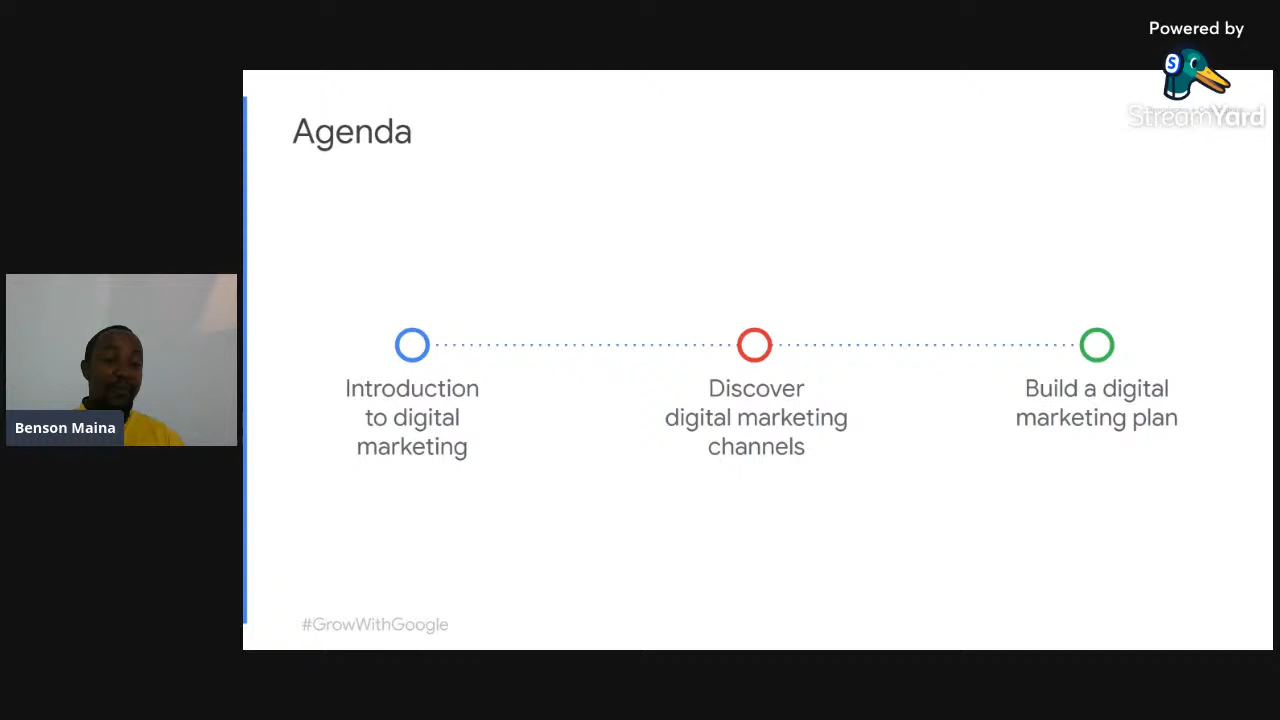 Powered by
StreamYard
Agenda
Introduction
to digital
marketing
Discover
digital marketing
channels
Build a digital
marketing plan
Benson Maina
#GrowWithGoogle